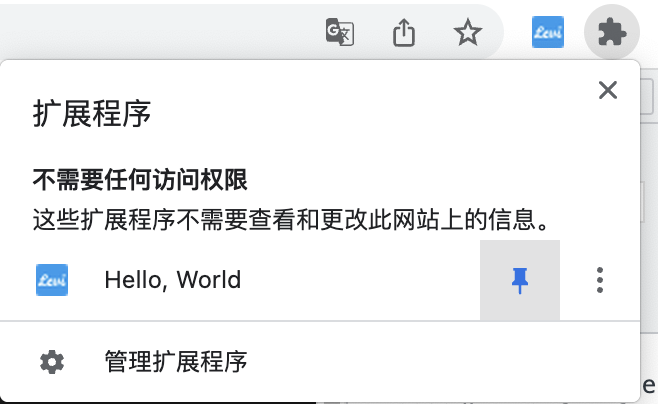 Levi
扩展程序
不需要任何访问权限
这些扩展程序不需要查看和更改此网站上的信息。
Levi Hello, World
管理扩展程序
e